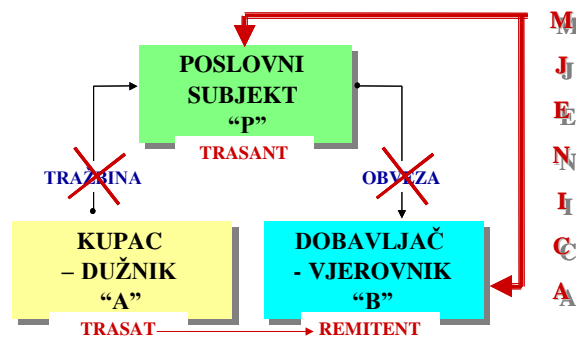 POSLOVNI
SUBJEKT
“P”
TRASANT
TRAŽBINA
OBVEZA
KUPAC
– DUŽNIK
“A”
TRASAT
DOBAVLJAČ
- VJEROVNIK
“B”
REMITENT
M
J
E
N
I
C
A